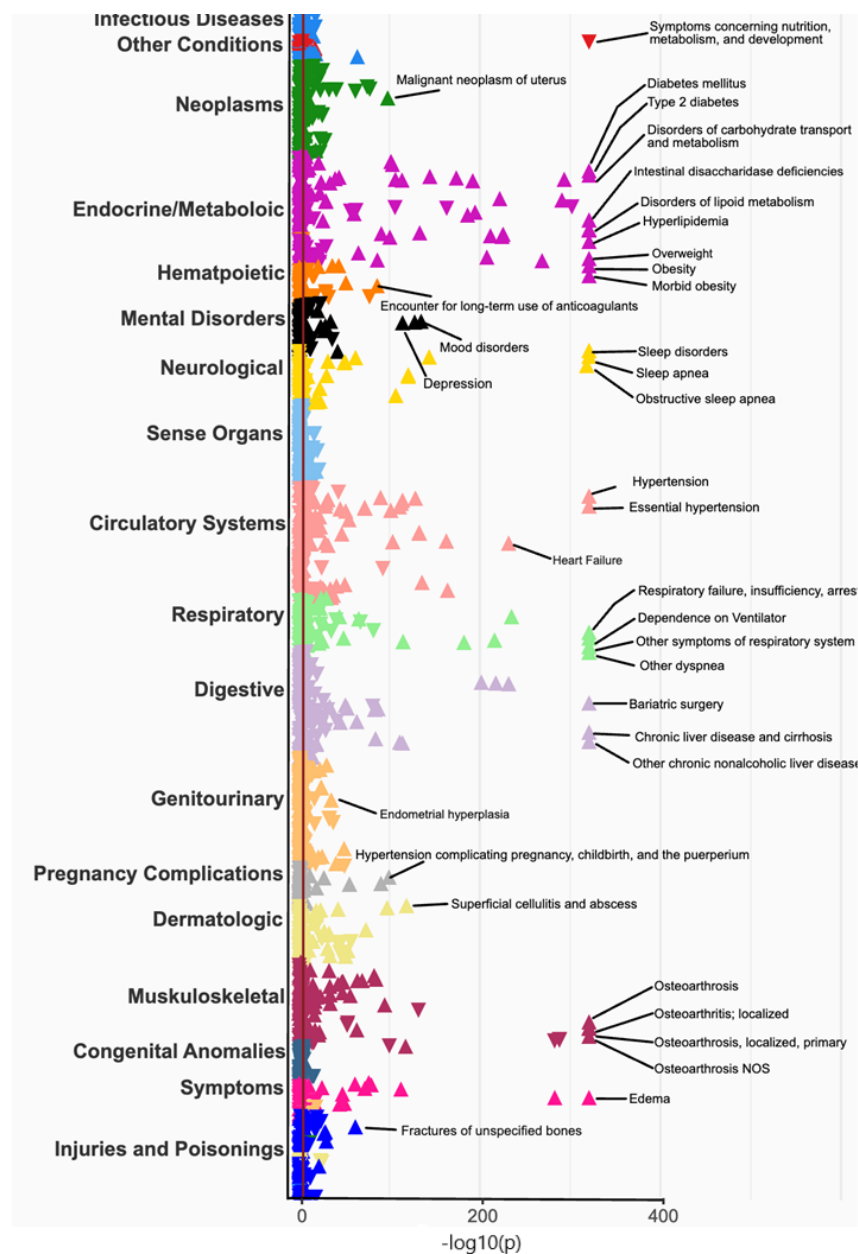 Infectious Diseases
Other Conditions
Symptoms concerning nutrition,
metabolism, and development
Malignant neoplasm of uterus
Neoplasms
Diabetes mellitus
Type 2 diabetes
Disorders of carbohydrate transport
and metabolism
Intestinal disaccharidase deficiencies
Endocrine/Metaboloic
Disorders of lipoid metabolism
Hyperlipidemia
Overweight
Obesity
Morbid obesity
Hematpoietic
Encounter for long-term use of anticoagulants
Mental Disorders
Mood disorders
Depression
Neurological
Sleep disorders
Sleep apnea
Obstructive sleep apnea
Sense Organs
Hypertension
Essential hypertension
Circulatory Systems
Heart Failure
Respiratory failure, insufficiency, arres
Respiratory
Dependence on Ventilator
Other symptoms of respiratory system
Other dyspnea
Digestive
Bariatric surgery
Chronic liver disease and cirrhosis
Other chronic nonalcoholic liver disease
Genitourinary
Endometrial hyperplasia
Hypertension complicating pregnancy, childbirth, and the puerperium
Pregnancy Complications
Superficial cellulitis and abscess
Dermatologic
Muskuloskeletal
Osteoarthrosis
Osteoarthritis; localized
Osteoarthrosis, localized, primary
Osteoarthrosis NOS
Congenital Anomalies
Symptoms
Edema
Fractures of unspecified bones
Injuries and Poisonings
0 200 400
-log10(p)